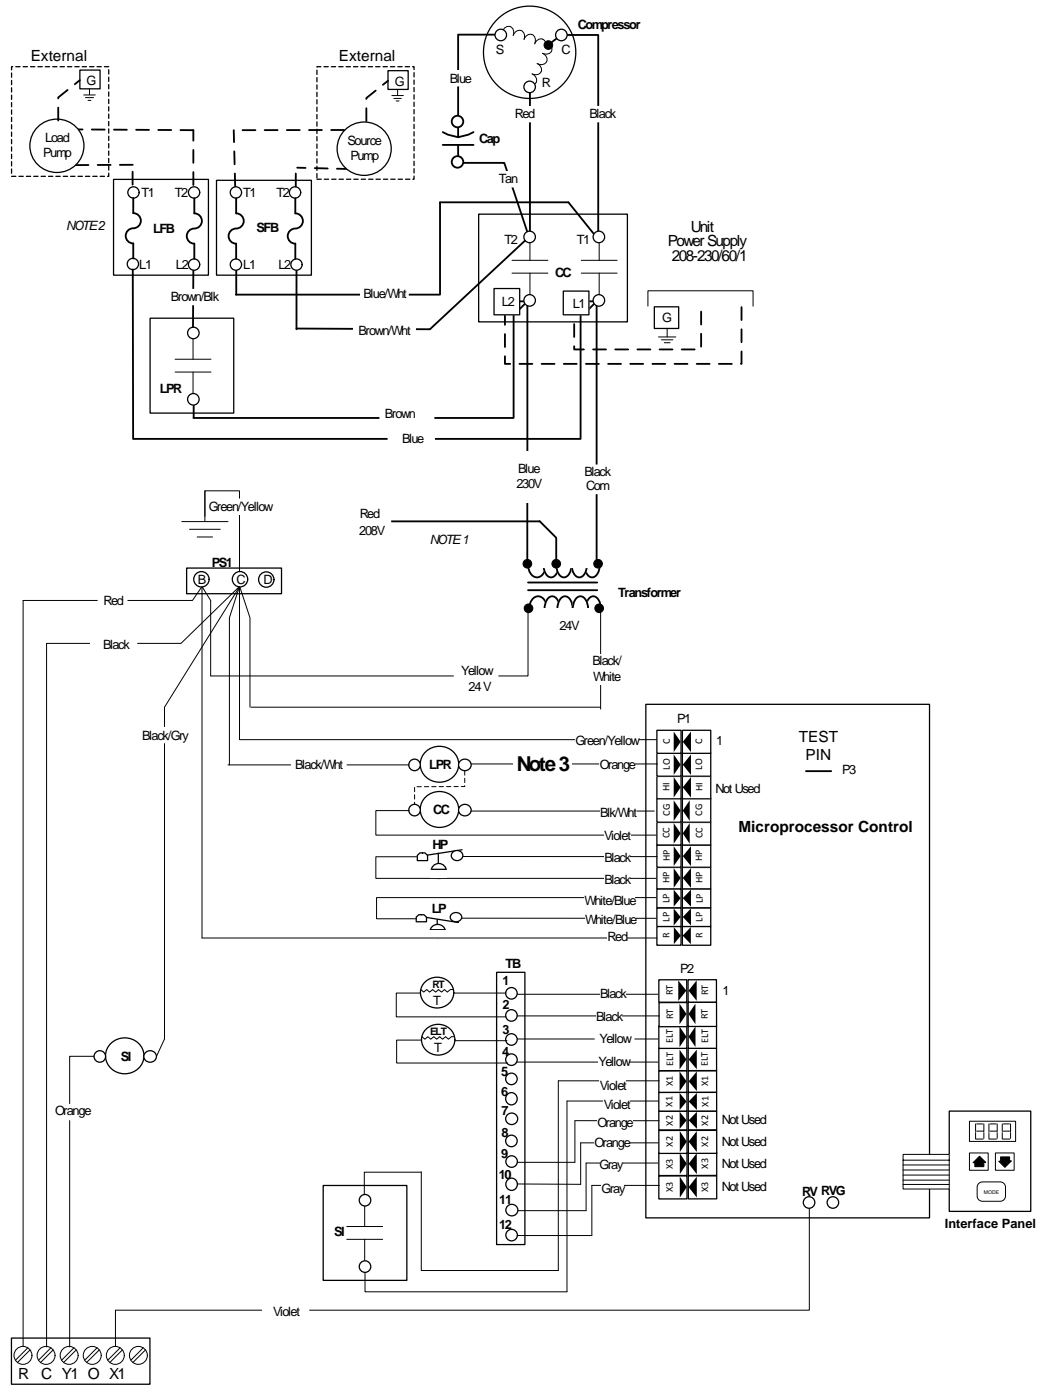 Compressor
S
C
R
External
External
G
G
Blue
Red
Black
Load
Pump
Source
Pump
Cap
Tan
NOTE 2
T1
T2
LFB
L1
L2
T1
T2
SFB
L1
L2
T2
T1
CC
L2
L1
Unit
Power Supply
208-230/60/1
G
Brown/Blk
Blue/Wht
Brown/Wht
LPR
Brown
Blue
Blue
230V
Black
Com
Green/Yellow
Red
208V
NOTE 1
PS1
B
C
D
Transformer
24V
Red
Black
Yellow
24 V
Black/
White
Black/Gry
P1
TEST
PIN
P3
Green/Yellow
C
C
1
Black/Wht
LPR
Note 3
Orange
LO
LO
HI
HI
Not Used
CC
Blk/Wht
CG
CG
Violet
CC
CC
Microprocessor Control
HP
Black
HP
HP
Black
HP
HP
White/Blue
LP
LP
LP
White/Blue
LP
LP
Red
R
R
TB
P2
RT
T
1
Black
RT
RT
1
2
Black
RT
RT
ELT
T
3
Yellow
ELT
ELT
4
Yellow
ELT
ELT
5
Violet
X1
X1
6
Violet
X1
X1
7
Orange
X2
X2
Not Used
8
Orange
X2
X2
Not Used
9
Gray
X3
X3
Not Used
10
Gray
X3
X3
Not Used
11
12
SI
Orange
SI
RV
RVG
MODE
Interface Panel
Violet
R
C
Y1
O
X1